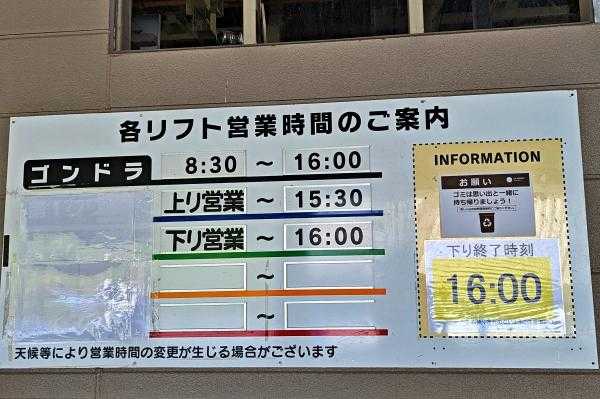 各リフト営業時間のご案内
ゴンドラ 8:30 ～ 16:00
上り営業 ～ 15:30
下り営業 ～ 16:00
～
～
天候等により営業時間の変更が生じる場合がございます
INFORMATION
お願い
ゴミは思い出と一緒に
持ち帰りましょう！
下り終了時刻
16:00